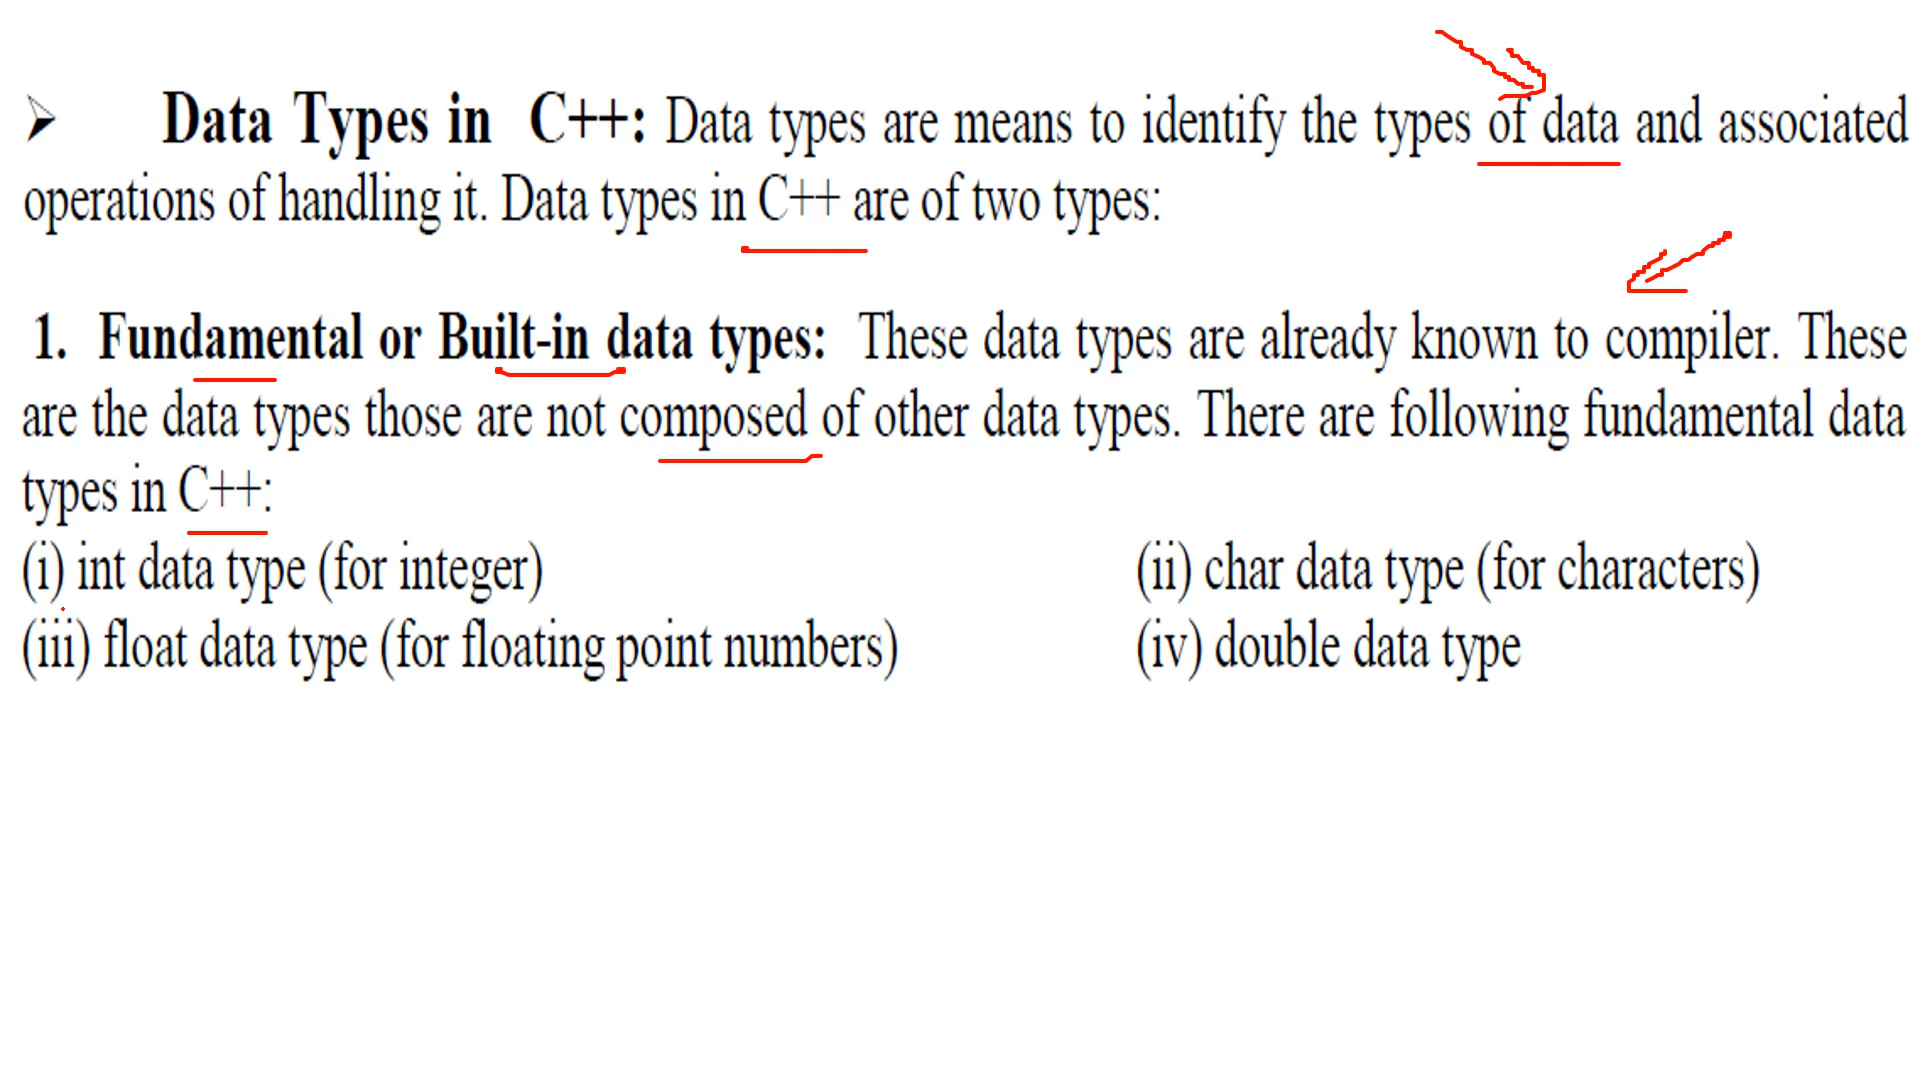 ➢ Data Types in C++: Data types are means to identify the types of data and associated
operations of handling it. Data types in C++ are of two types:
1. Fundamental or Built-in data types: These data types are already known to compiler. These
are the data types those are not composed of other data types. There are following fundamental data
types in C++:
(i) int data type (for integer) (ii) char data type (for characters)
(iii) float data type (for floating point numbers) (iv) double data type